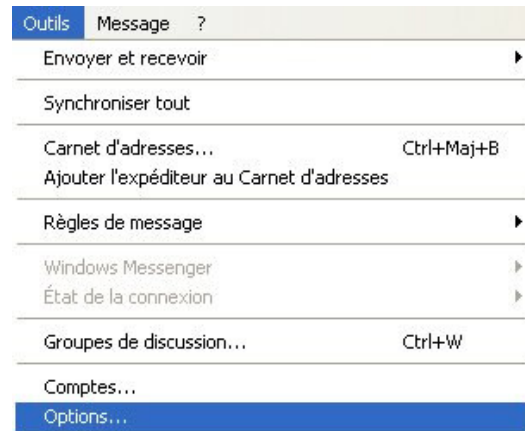 Outils Message ?
Envoyer et recevoir
Synchroniser tout
Carnet d'adresses... Ctrl+Maj+B
Ajouter l'expéditeur au Carnet d'adresses
Règles de message
Windows Messenger
État de la connexion
Groupes de discussion... Ctrl+W
Comptes...
Options...